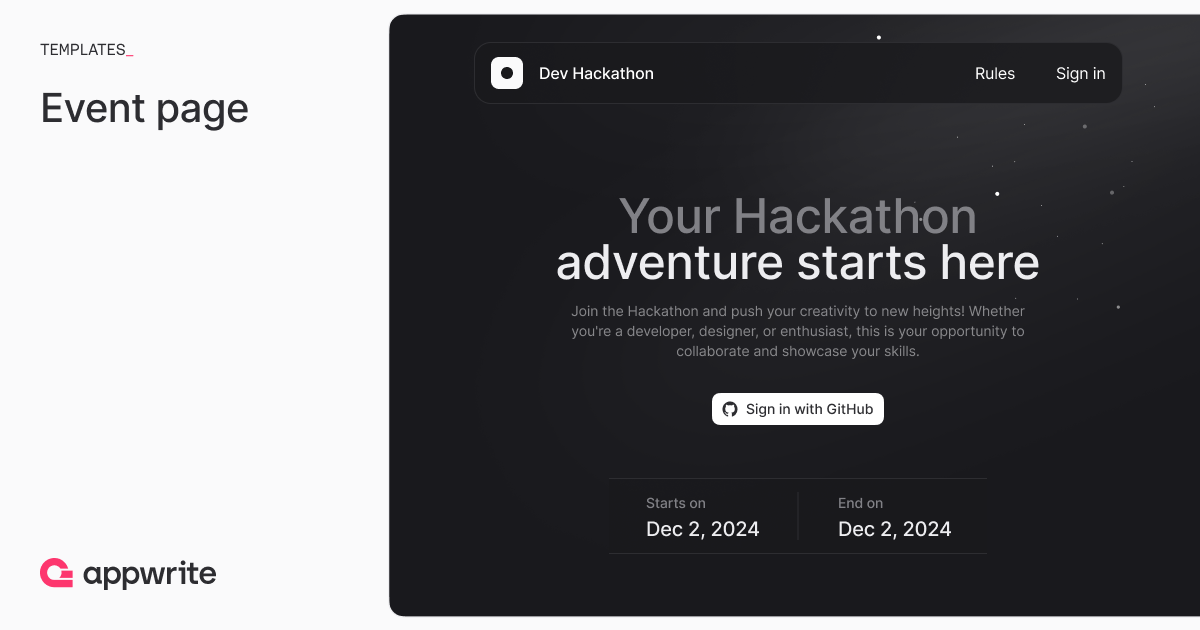 TEMPLATES_
Event page
appwrite
Dev Hackathon
Rules
Sign in
Your Hackathon
adventure starts here
Join the Hackathon and push your creativity to new heights! Whether
you're a developer, designer, or enthusiast, this is your opportunity to
collaborate and showcase your skills.
Sign in with GitHub
Starts on
Dec 2, 2024
End on
Dec 2, 2024